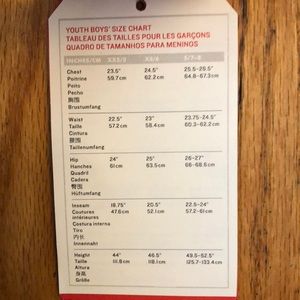 YOUTH BOYS' SIZE CHART
TABLEAU DES TAILLES POUR LES GARÇONS
QUADRO DE TAMANHOS PARA MENINOS
INCHES/CM XXS/5 XS/6 S/7-8
Chest 23.5" 24.5" 25.5-26.5"
Poitrine 59.7cm 62.2cm 64.8-67.3cm
Peito
Pecho
胸围
Brustumfang
Waist 22.5" 23" 23.75-24.5"
Taille 57.2cm 58.4cm 60.3-62.2cm
Cintura
腰围
Taillenumfang
Hip 24" 25" 26-27"
Hanches 61cm 63.5cm 66-68.6cm
Quadril
Cadera
臀围
Hüftumfang
Inseam 18.75" 20.5" 22.5-24"
Coutures 47.6cm 52.1cm 57.2-61cm
intérieures
Costura interna
Tiro
内长
Innennaht
Height 44" 46.5" 49.5-52.5"
Taille 111.8cm 118.1cm 125.7-133.4cm
Altura
身高
Größe